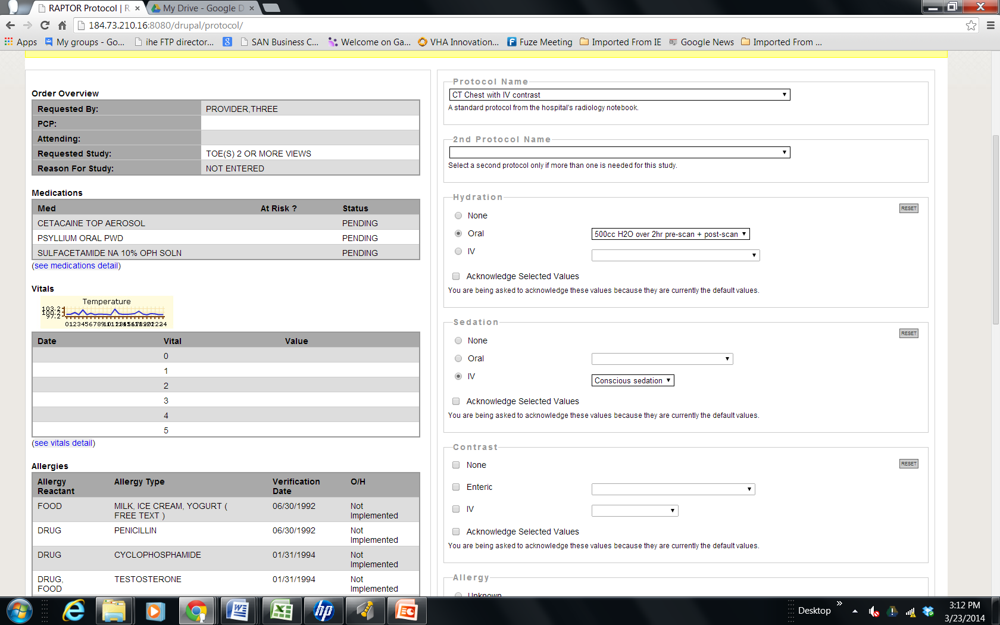 RAPTOR Protocol | R
My Drive - Google D
184.73.210.16:8080/drupal/protocol/
Apps
My groups - Go...
ihe FTP director...
8
SAN Business C...
Welcome on Ga...
VHA Innovation...
F
Fuze Meeting
Imported From IE
Google News
Imported From ...
Order Overview
Requested By: PROVIDER,THREE
PCP:
Attending:
Requested Study: TOE(S) 2 OR MORE VIEWS
Reason For Study: NOT ENTERED
Medications
Med At Risk ? Status
CETACAINE TOP AEROSOL PENDING
PSYLLIUM ORAL PWD PENDING
SULFACETAMIDE NA 10% OPH SOLN PENDING
(see medications detail)
Vitals
Temperature
103.2
100.2
97.2
Date Vital Value
0
1
2
3
4
5
(see vitals detail)
Allergies
Allergy Reactant Allergy Type Verification Date O/H
FOOD MILK, ICE CREAM, YOGURT ( FREE TEXT ) 06/30/1992 Not Implemented
DRUG PENICILLIN 06/30/1992 Not Implemented
DRUG CYCLOPHOSPHAMIDE 01/31/1994 Not Implemented
DRUG, FOOD TESTOSTERONE 01/31/1994 Not Implemented
Protocol Name
CT Chest with IV contrast
A standard protocol from the hospital's radiology notebook.
2nd Protocol Name
Select a second protocol only if more than one is needed for this study.
Hydration
RESET
None
Oral 500cc H2O over 2hr pre-scan + post-scan
IV
Acknowledge Selected Values
You are being asked to acknowledge these values because they are currently the default values.
Sedation
RESET
None
Oral
IV Conscious sedation
Acknowledge Selected Values
You are being asked to acknowledge these values because they are currently the default values.
Contrast
RESET
None
Enteric
IV
Acknowledge Selected Values
You are being asked to acknowledge these values because they are currently the default values.
Allergy
Unknown
hp
Desktop
3:12 PM
3/23/2014